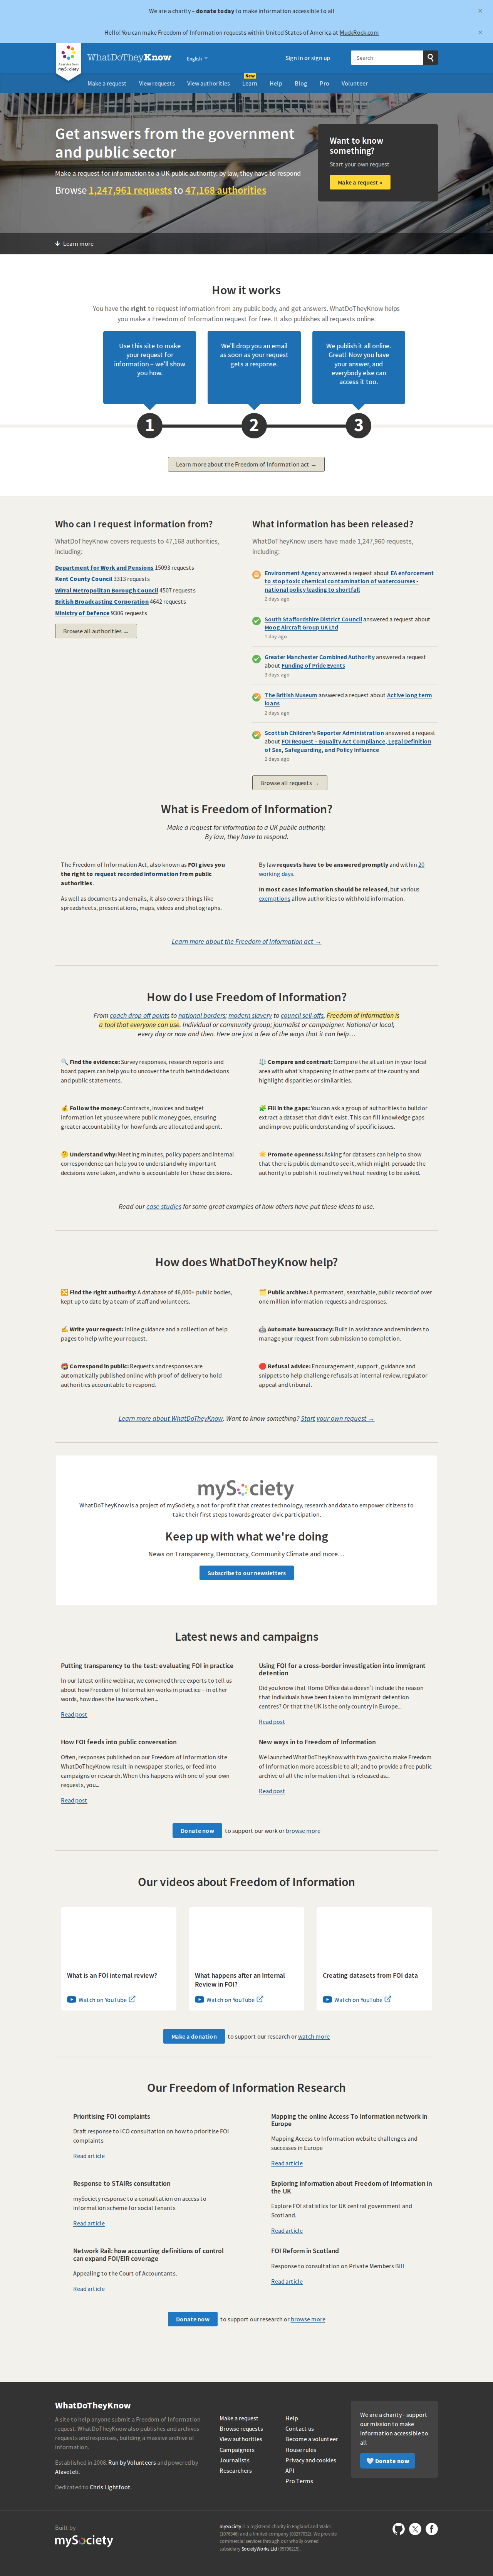 We are a charity – donate today to make information accessible to all
×
Hello! You can make Freedom of Information requests within United States of America at MuckRock.com
×
A service from mySociety
WhatDoTheyKnow
English
Sign in or sign up
Search
Make a request
View requests
View authorities
New
Learn
Help
Blog
Pro
Volunteer
Get answers from the government
and public sector
Make a request for information to a UK public authority: by law, they have to respond
Browse 1,247,961 requests to 47,168 authorities
Want to know
something?
Start your own request
Make a request »
↓ Learn more
How it works
You have the right to request information from any public body, and get answers. WhatDoTheyKnow helps
you make a Freedom of Information request for free. It also publishes all requests online.
Use this site to make
your request for
information – we'll show
you how.
We'll drop you an email
as soon as your request
gets a response.
We publish it all online.
Great! Now you have
your answer, and
everybody else can
access it too.
1
2
3
Learn more about the Freedom of Information act →
Who can I request information from?
WhatDoTheyKnow covers requests to 47,168 authorities,
including:
Department for Work and Pensions 15093 requests
Kent County Council 3313 requests
Wirral Metropolitan Borough Council 4507 requests
British Broadcasting Corporation 4642 requests
Ministry of Defence 9306 requests
Browse all authorities →
What information has been released?
WhatDoTheyKnow users have made 1,247,960 requests,
including:
Environment Agency answered a request about EA enforcement
to stop toxic chemical contamination of watercourses -
national policy leading to shortfall
2 days ago
South Staffordshire District Council answered a request about
Moog Aircraft Group UK Ltd
1 day ago
Greater Manchester Combined Authority answered a request
about Funding of Pride Events
3 days ago
The British Museum answered a request about Active long term
loans
2 days ago
Scottish Children's Reporter Administration answered a request
about FOI Request – Equality Act Compliance, Legal Definition
of Sex, Safeguarding, and Policy Influence
2 days ago
Browse all requests →
What is Freedom of Information?
Make a request for information to a UK public authority.
By law, they have to respond.
The Freedom of Information Act, also known as FOI gives you
the right to request recorded information from public
authorities.
As well as documents and emails, it also covers things like
spreadsheets, presentations, maps, videos and photographs.
By law requests have to be answered promptly and within 20
working days.
In most cases information should be released, but various
exemptions allow authorities to withhold information.
Learn more about the Freedom of Information act →
How do I use Freedom of Information?
From coach drop off points to national borders; modern slavery to council sell-offs, Freedom of Information is
a tool that everyone can use. Individual or community group; journalist or campaigner. National or local;
every day or now and then. Here are just a few of the ways that it can help…
🔍 Find the evidence: Survey responses, research reports and
board papers can help you to uncover the truth behind decisions
and public statements.
⚖️ Compare and contrast: Compare the situation in your local
area with what's happening in other parts of the country and
highlight disparities or similarities.
💰 Follow the money: Contracts, invoices and budget
information let you see where public money goes, ensuring
greater accountability for how funds are allocated and spent.
🧩 Fill in the gaps: You can ask a group of authorities to build or
extract a dataset that didn't exist. This can fill knowledge gaps
and improve public understanding of specific issues.
🤔 Understand why: Meeting minutes, policy papers and internal
correspondence can help you to understand why important
decisions were taken, and who is accountable for those decisions.
☀️ Promote openness: Asking for datasets can help to show
that there is public demand to see it, which might persuade the
authority to publish it routinely without needing to be asked.
Read our case studies for some great examples of how others have put these ideas to use.
How does WhatDoTheyKnow help?
🔀 Find the right authority: A database of 46,000+ public bodies,
kept up to date by a team of staff and volunteers.
🗂️ Public archive: A permanent, searchable, public record of over
one million information requests and responses.
✍️ Write your request: Inline guidance and a collection of help
pages to help write your request.
🤖 Automate bureaucracy: Built in assistance and reminders to
manage your request from submission to completion.
📮 Correspond in public: Requests and responses are
automatically published online with proof of delivery to hold
authorities accountable to respond.
🛑 Refusal advice: Encouragement, support, guidance and
snippets to help challenge refusals at internal review, regulator
appeal and tribunal.
Learn more about WhatDoTheyKnow. Want to know something? Start your own request →
mySociety
WhatDoTheyKnow is a project of mySociety, a not for profit that creates technology, research and data to empower citizens to
take their first steps towards greater civic participation.
Keep up with what we're doing
News on Transparency, Democracy, Community Climate and more…
Subscribe to our newsletters
Latest news and campaigns
Putting transparency to the test: evaluating FOI in practice
In our latest online webinar, we convened three experts to tell us
about how Freedom of Information works in practice – in other
words, how does the law work when...
Read post
Using FOI for a cross-border investigation into immigrant
detention
Did you know that Home Office data doesn't include the reason
that individuals have been taken to immigrant detention
centres? Or that the UK is the only country in Europe...
Read post
How FOI feeds into public conversation
Often, responses published on our Freedom of Information site
WhatDoTheyKnow result in newspaper stories, or feed into
campaigns or research. When this happens with one of your own
requests, you...
Read post
New ways in to Freedom of Information
We launched WhatDoTheyKnow with two goals: to make Freedom
of Information more accessible to all; and to provide a free public
archive of all the information that is released as...
Read post
Donate now to support our work or browse more
Our videos about Freedom of Information
What is an FOI internal review?
Watch on YouTube
What happens after an Internal
Review in FOI?
Watch on YouTube
Creating datasets from FOI data
Watch on YouTube
Make a donation to support our research or watch more
Our Freedom of Information Research
Prioritising FOI complaints
Draft response to ICO consultation on how to prioritise FOI
complaints
Read article
Mapping the online Access To Information network in
Europe
Mapping Access to Information website challenges and
successes in Europe
Read article
Response to STAIRs consultation
mySociety response to a consultation on access to
information scheme for social tenants
Read article
Exploring information about Freedom of Information in
the UK
Explore FOI statistics for UK central government and
Scotland.
Read article
Network Rail: how accounting definitions of control
can expand FOI/EIR coverage
Appealing to the Court of Accountants.
Read article
FOI Reform in Scotland
Response to consultation on Private Members Bill
Read article
Donate now to support our research or browse more
WhatDoTheyKnow
A site to help anyone submit a Freedom of Information
request. WhatDoTheyKnow also publishes and archives
requests and responses, building a massive archive of
information.
Established in 2008. Run by Volunteers and powered by
Alaveteli.
Dedicated to Chris Lightfoot.
Make a request
Browse requests
View authorities
Campaigners
Journalists
Researchers
Help
Contact us
Become a volunteer
House rules
Privacy and cookies
API
Pro Terms
We are a charity - support
our mission to make
information accessible to
all
🤍 Donate now
Built by
mySociety
mySociety is a registered charity in England and Wales
(1076346) and a limited company (03277032). We provide
commercial services through our wholly owned
subsidiary SocietyWorks Ltd (05798215).